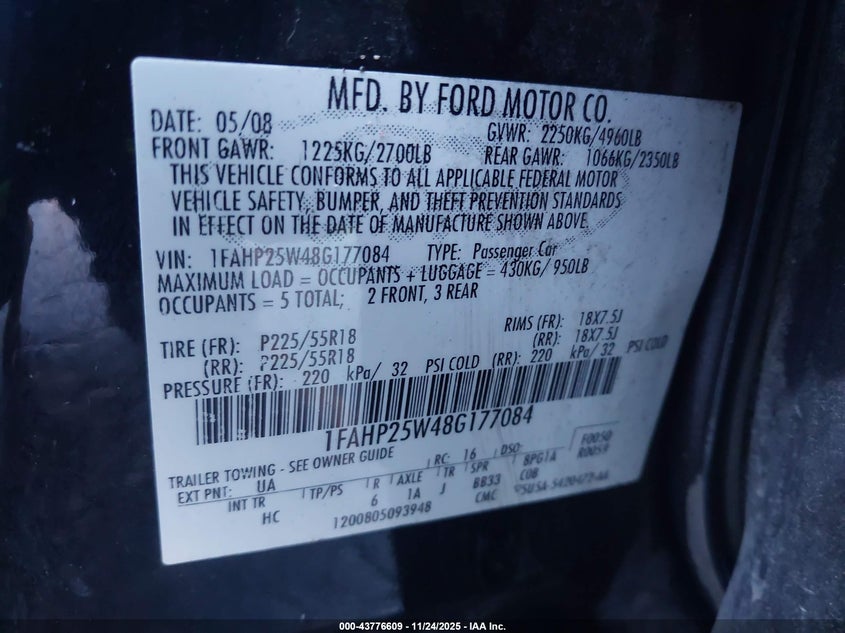 MFD. BY FORD MOTOR CO.
DATE: 05/08 GVWR: 2250KG/4960LB
FRONT GAWR: 1225KG/2700LB REAR GAWR: 1066KG/2350LB
THIS VEHICLE CONFORMS TO ALL APPLICABLE FEDERAL MOTOR
VEHICLE SAFETY, BUMPER, AND THEFT PREVENTION STANDARDS
IN EFFECT ON THE DATE OF MANUFACTURE SHOWN ABOVE.
VIN: 1FAHP25W48G177084 TYPE: Passenger Car
MAXIMUM LOAD = OCCUPANTS + LUGGAGE = 430KG/ 950LB
OCCUPANTS = 5 TOTAL; 2 FRONT, 3 REAR
TIRE (FR): P225/55R18 RIMS (FR): 18X7.5J
(RR): P225/55R18 (RR): 18X7.5J
PRESSURE (FR): 220 kPa/ 32 PSI COLD (RR): 220 kPa/ 32 PSI COLD
1FAHP25W48G177084
TRAILER TOWING - SEE OWNER GUIDE RC: 16 DSO: F0050
R0059
EXT PNT: UA
INT TR TP/PS R AXLE TR SPR BPG1A
HC 6 1A J BB33 COB
1200805093948 CMC
000-43776609 - 11/24/2025 - IAA Inc.